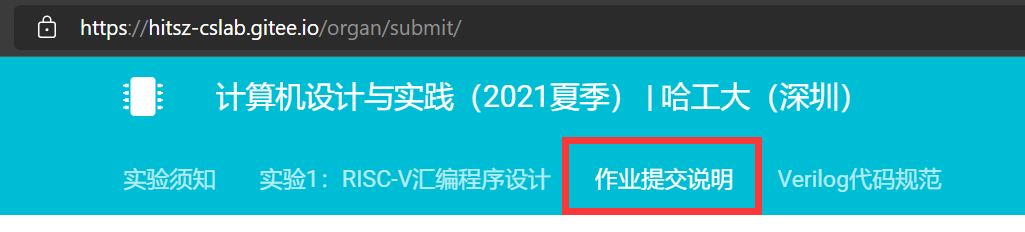 https://hitsz-cslab.gitee.io/organ/submit/
计算机设计与实践（2021夏季） | 哈工大（深圳）
实验须知 实验1：RISC-V汇编程序设计 作业提交说明 Verilog代码规范